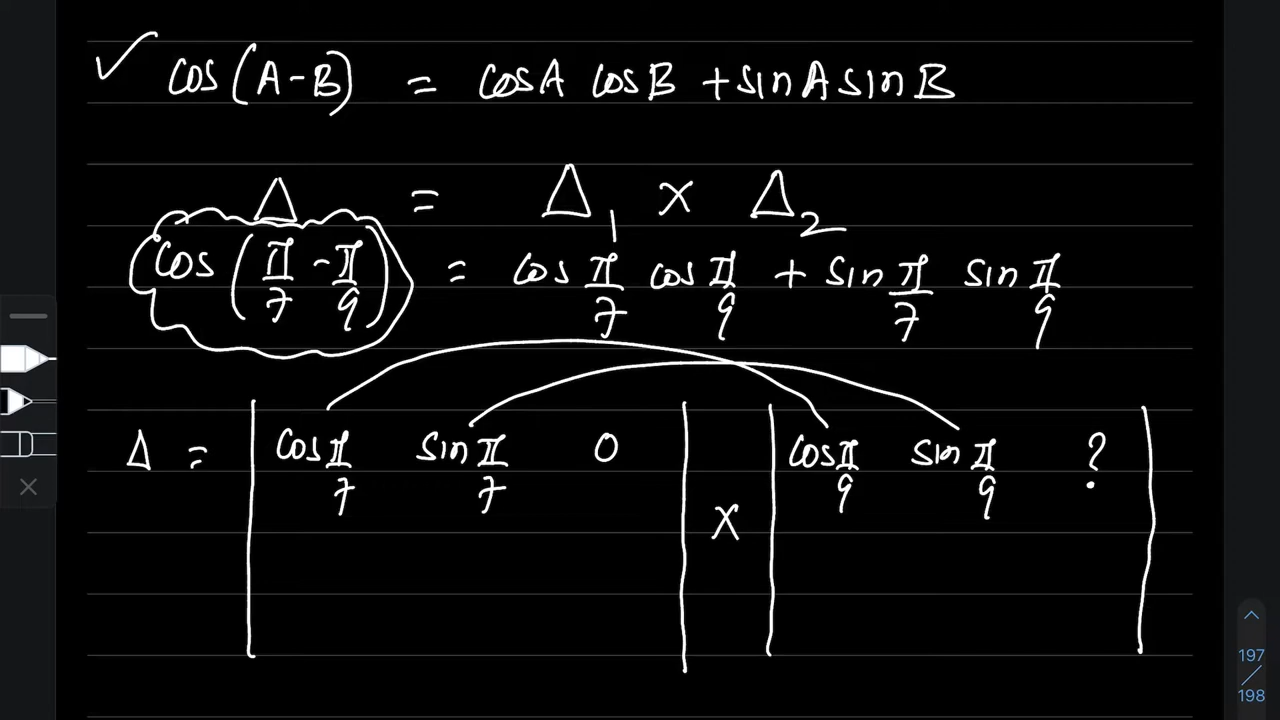 ✓ cos(A-B) = cosA cosB + sinA sinB
Δ = Δ₁ x Δ₂
cos(π/7 - π/9) = cos π/7 cos π/9 + sin π/7 sin π/9
Δ = | cos π/7 sin π/7 0 | x | cos π/9 sin π/9 ? |
197
/
198